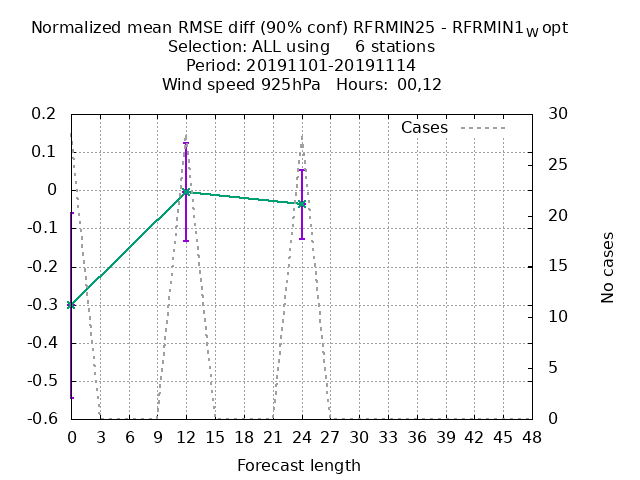 Normalized mean RMSE diff (90% conf) RFRMIN25 - RFRMIN1W opt
Selection: ALL using 6 stations
Period: 20191101-20191114
Wind speed 925hPa Hours: 00,12
Cases
0.2
0.1
0
-0.1
-0.2
-0.3
-0.4
-0.5
-0.6
30
25
20
15
10
5
0
No cases
0 3 6 9 12 15 18 21 24 27 30 33 36 39 42 45 48
Forecast length